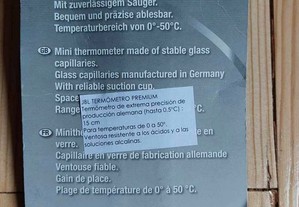 Mit zuverlässigem Sauger.
Bequem und präzise ablesbar.
Temperaturbereich von 0°-50°C.
GB Mini thermometer made of stable glass
capillaries.
Glass capillaries manufactured in Germany
With reliable suction cup.
Space
Range
JBL TERMÓMETRO PREMIUM
Termómetro de extrema precisión de
producción alemana (hasta 0,5°C) :
15 cm
Para temperaturas de 0 a 50°.
Ventosa resistente a los ácidos y a las
soluciones alcalinas.
FR Minithe
verre.
Capillaire en verre de fabrication allemande
Ventouse fiable.
Gain de place.
Plage de température de 0° à 50 °C.